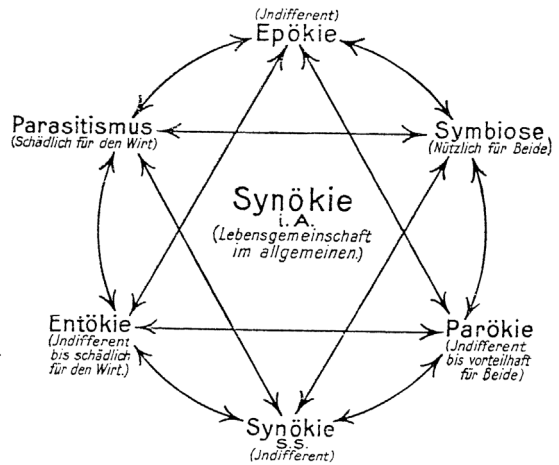 (Jndifferent)
Epökie
Parasitismus
(Schädlich für den Wirt)
Symbiose
(Nützlich für Beide)
Synökie
i. A.
(Lebensgemeinschaft
im allgemeinen.)
Entökie
(Jndifferent
bis schädlich
für den Wirt.)
Parökie
(Jndifferent
bis vorteilhaft
für Beide)
Synökie
s.s.
(Jndifferent)